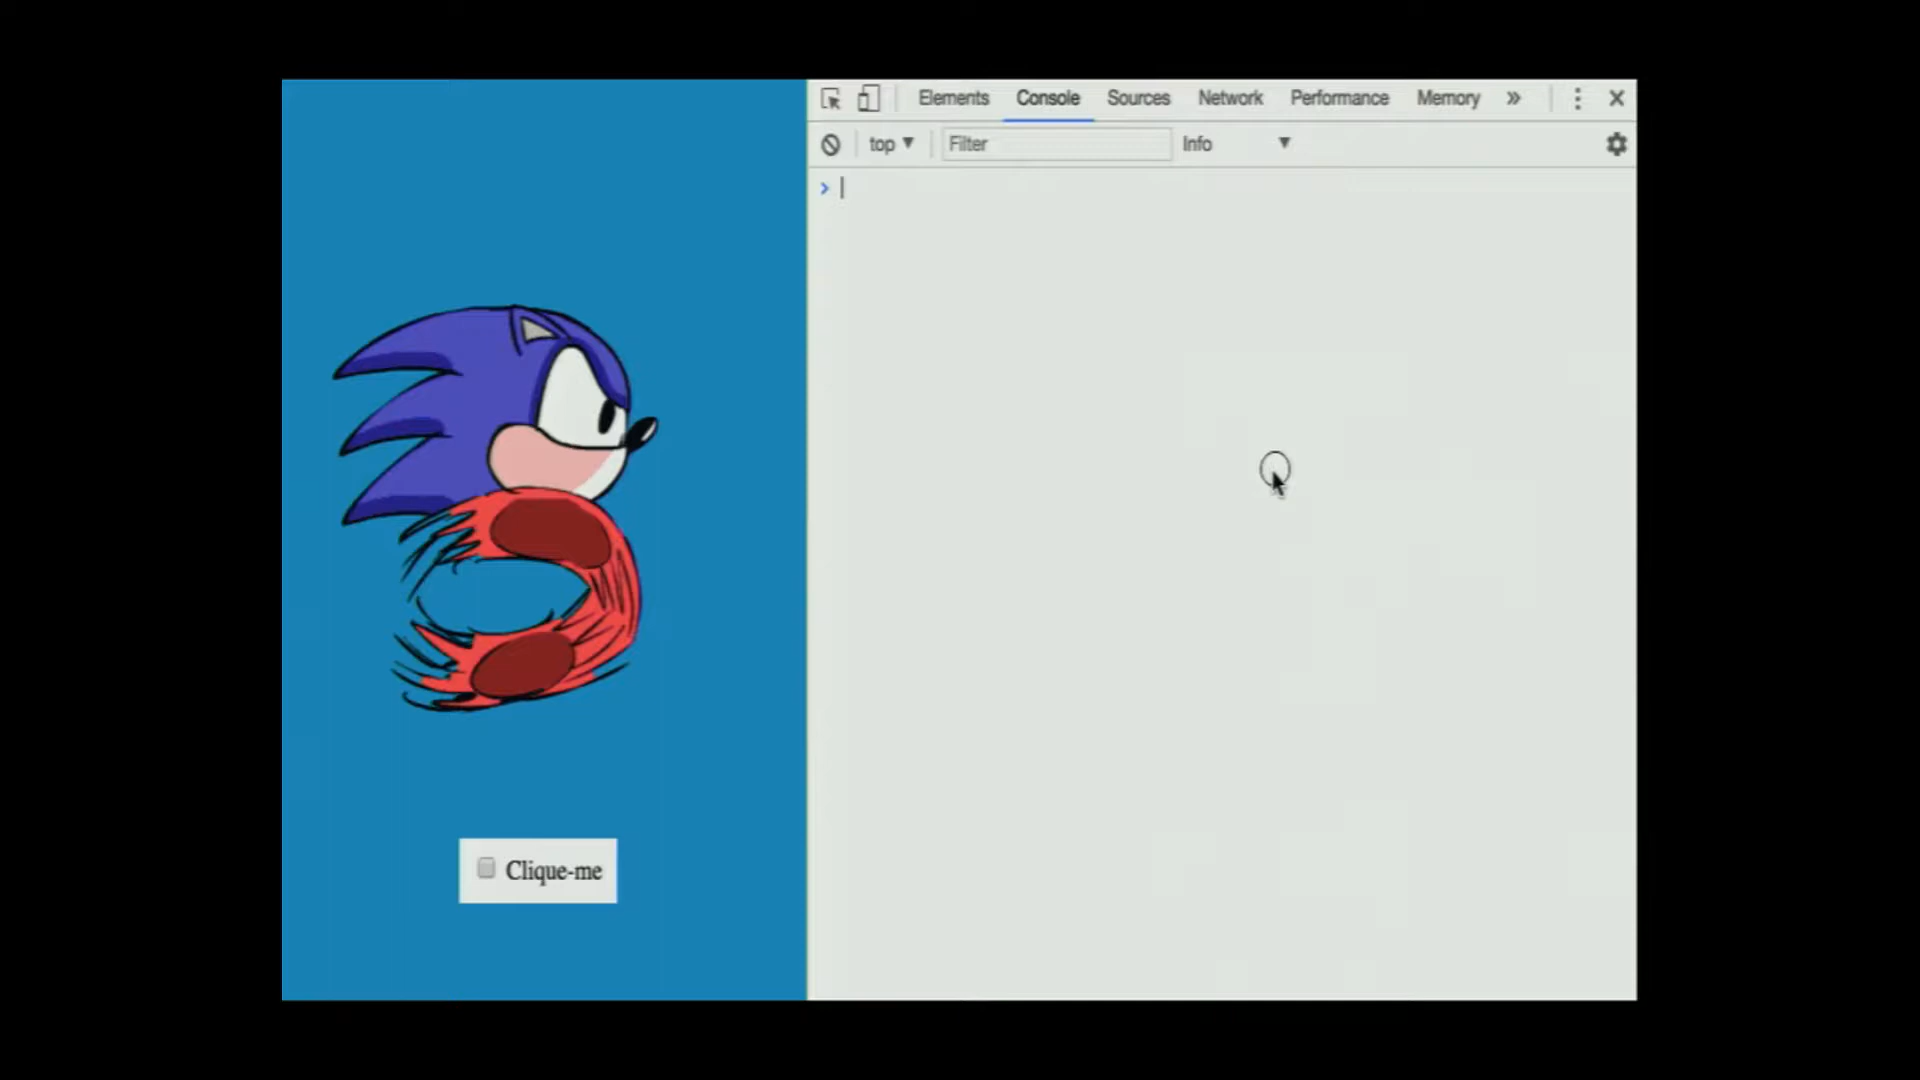 Elements Console Sources Network Performance Memory »
top ▼ Filter Info ▼
>
Clique-me